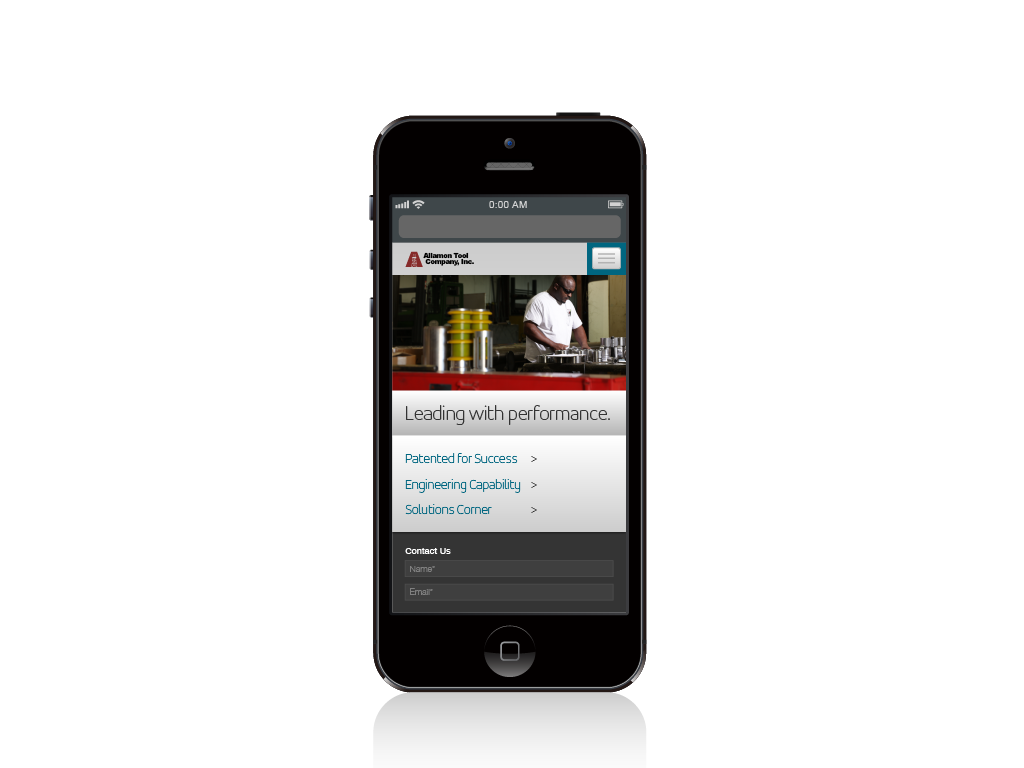 0:00 AM
Allamon Tool
Company, Inc.
Leading with performance.
Patented for Success >
Engineering Capability >
Solutions Corner >
Contact Us
Name*
Email*